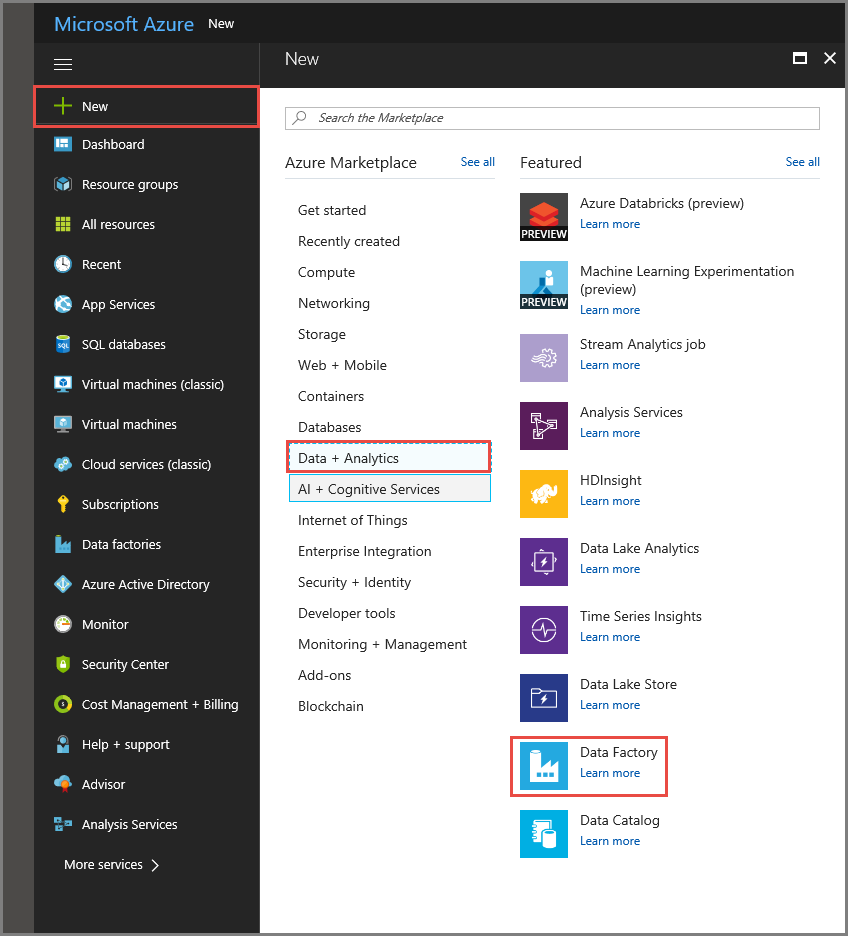 Microsoft Azure New
New
Dashboard
Resource groups
All resources
Recent
App Services
SQL databases
SQL
Virtual machines (classic)
Virtual machines
Cloud services (classic)
Subscriptions
Data factories
Azure Active Directory
Monitor
Security Center
Cost Management + Billing
Help + support
Advisor
Analysis Services
More services
New
Search the Marketplace
Azure Marketplace See all
Get started
Recently created
Compute
Networking
Storage
Web + Mobile
Containers
Databases
Data + Analytics
AI + Cognitive Services
Internet of Things
Enterprise Integration
Security + Identity
Developer tools
Monitoring + Management
Add-ons
Blockchain
Featured See all
PREVIEW
Azure Databricks (preview)
Learn more
PREVIEW
Machine Learning Experimentation
(preview)
Learn more
Stream Analytics job
Learn more
Analysis Services
Learn more
HDInsight
Learn more
Data Lake Analytics
Learn more
Time Series Insights
Learn more
Data Lake Store
Learn more
Data Factory
Learn more
Data Catalog
Learn more